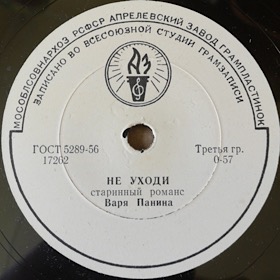 МОСОБЛСОВНАРХОЗ РСФСР АПРЕЛЕВСКИЙ ЗАВОД ГРАМПЛАСТИНОК
ЗАПИСАНО ВО ВСЕСОЮЗНОЙ СТУДИИ ГРАМЗАПИСИ
АЗ
ГОСТ 5289-56 Третья гр.
17262 0-57
НЕ УХОДИ
старинный романс
Варя Панина